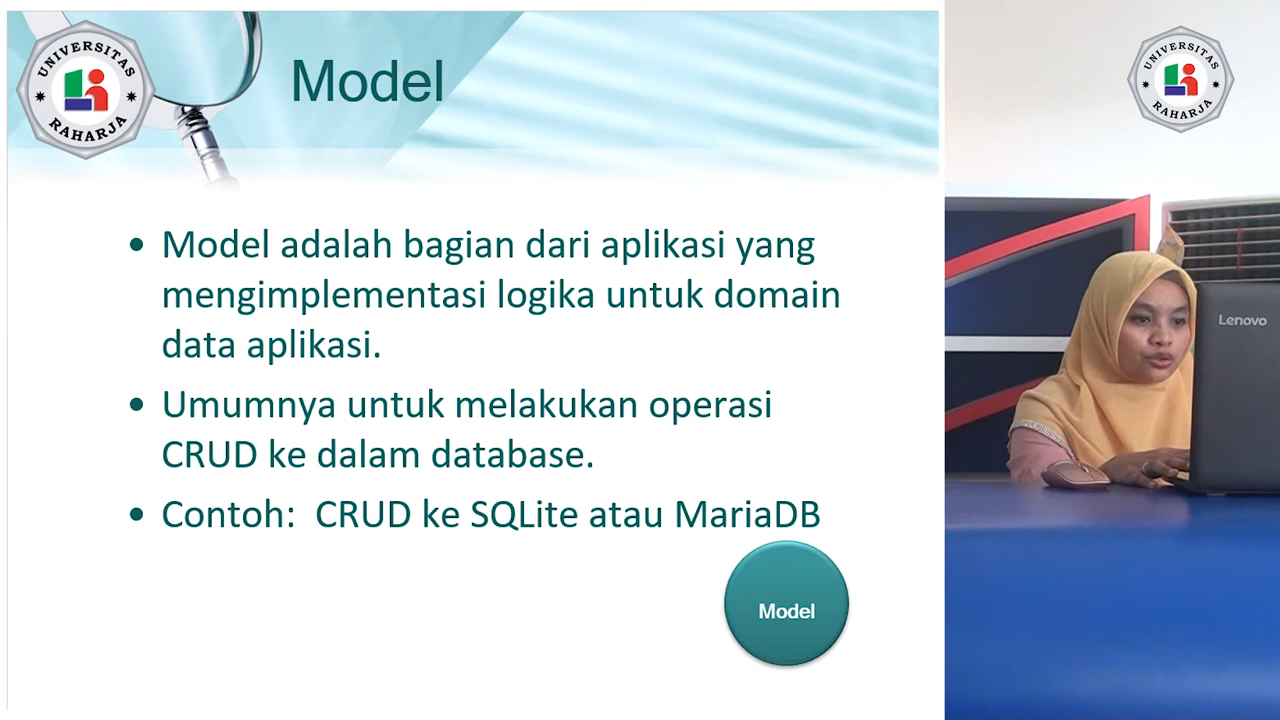 UNIVERSITAS
RAHARJA
Model
• Model adalah bagian dari aplikasi yang
mengimplementasi logika untuk domain
data aplikasi.
• Umumnya untuk melakukan operasi
CRUD ke dalam database.
• Contoh:  CRUD ke SQLite atau MariaDB
Model
UNIVERSITAS
RAHARJA
Lenovo